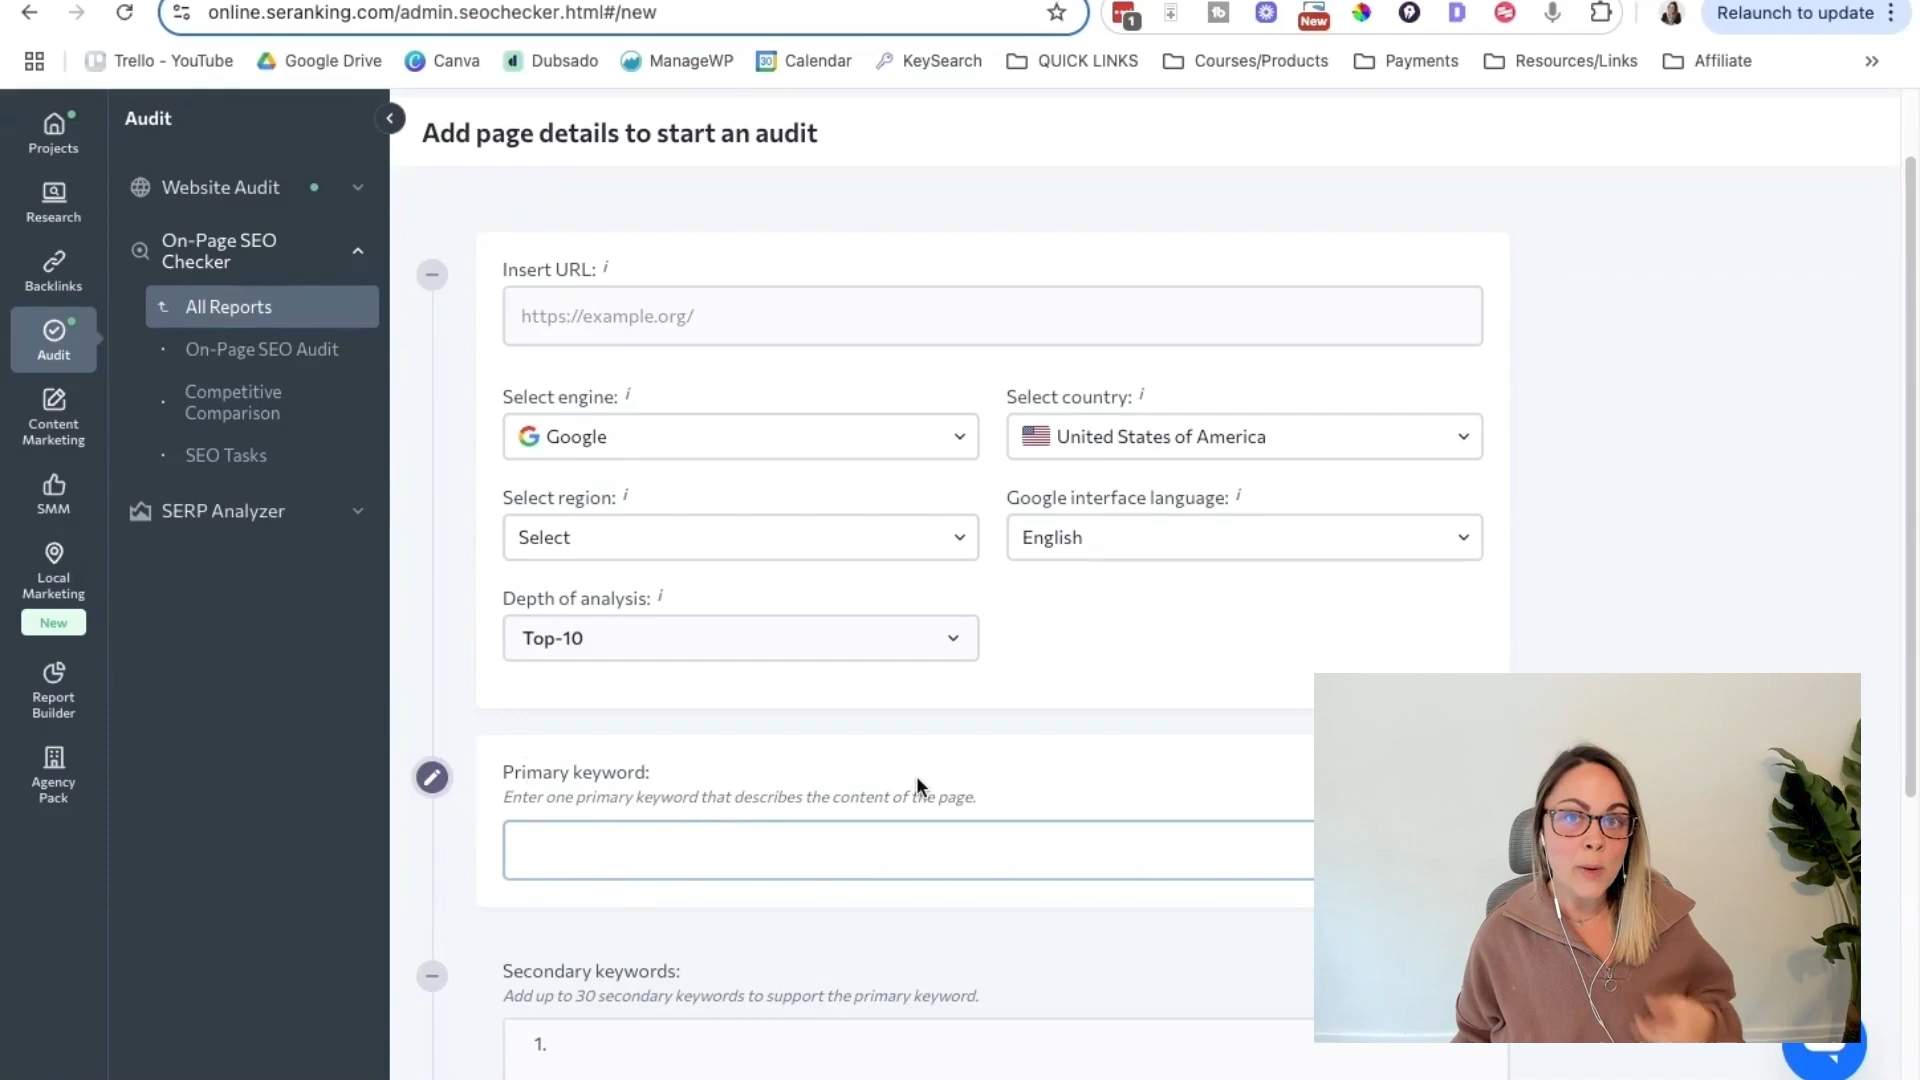 online.seranking.com/admin.seochecker.html#/new
1
New
Relaunch to update
Trello - YouTube
Google Drive
Canva
Dubsado
ManageWP
Calendar
KeySearch
QUICK LINKS
Courses/Products
Payments
Resources/Links
Affiliate
»
Projects
Research
Backlinks
Audit
Content
Marketing
SMM
Local
Marketing
New
Report
Builder
Agency
Pack
Audit
Website Audit
On-Page SEO
Checker
All Reports
On-Page SEO Audit
Competitive
Comparison
SEO Tasks
SERP Analyzer
Add page details to start an audit
Insert URL: i
https://example.org/
Select engine: i
Google
Select country: i
United States of America
Select region: i
Select
Google interface language: i
English
Depth of analysis: i
Top-10
Primary keyword:
Enter one primary keyword that describes the content of the page.
Secondary keywords:
Add up to 30 secondary keywords to support the primary keyword.
1.